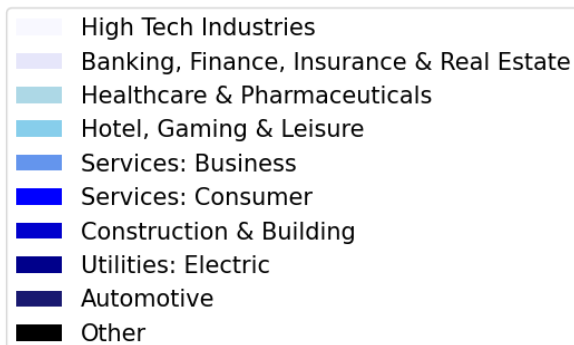 High Tech Industries
Banking, Finance, Insurance & Real Estate
Healthcare & Pharmaceuticals
Hotel, Gaming & Leisure
Services: Business
Services: Consumer
Construction & Building
Utilities: Electric
Automotive
Other